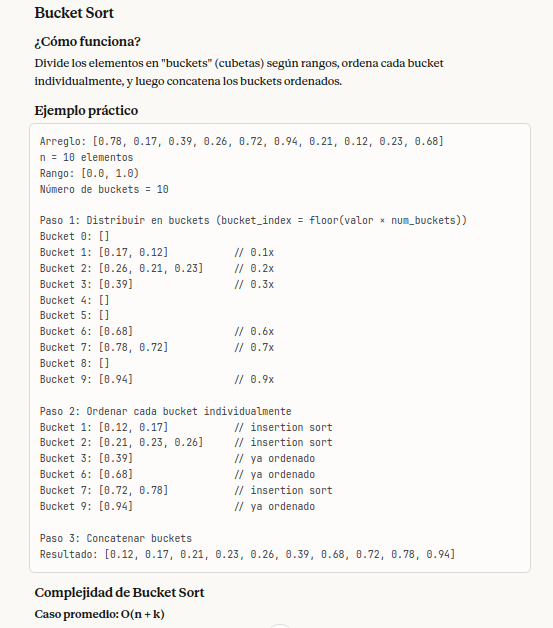 Bucket Sort
¿Cómo funciona?
Divide los elementos en "buckets" (cubetas) según rangos, ordena cada bucket
individualmente, y luego concatena los buckets ordenados.
Ejemplo práctico
Arreglo: [0.78, 0.17, 0.39, 0.26, 0.72, 0.94, 0.21, 0.12, 0.23, 0.68]
n = 10 elementos
Rango: [0.0, 1.0)
Número de buckets = 10
Paso 1: Distribuir en buckets (bucket_index = floor(valor × num_buckets))
Bucket 0: []
Bucket 1: [0.17, 0.12] // 0.1x
Bucket 2: [0.26, 0.21, 0.23] // 0.2x
Bucket 3: [0.39] // 0.3x
Bucket 4: []
Bucket 5: []
Bucket 6: [0.68] // 0.6x
Bucket 7: [0.78, 0.72] // 0.7x
Bucket 8: []
Bucket 9: [0.94] // 0.9x
Paso 2: Ordenar cada bucket individualmente
Bucket 1: [0.12, 0.17] // insertion sort
Bucket 2: [0.21, 0.23, 0.26] // insertion sort
Bucket 3: [0.39] // ya ordenado
Bucket 6: [0.68] // ya ordenado
Bucket 7: [0.72, 0.78] // insertion sort
Bucket 9: [0.94] // ya ordenado
Paso 3: Concatenar buckets
Resultado: [0.12, 0.17, 0.21, 0.23, 0.26, 0.39, 0.68, 0.72, 0.78, 0.94]
Complejidad de Bucket Sort
Caso promedio: O(n + k)